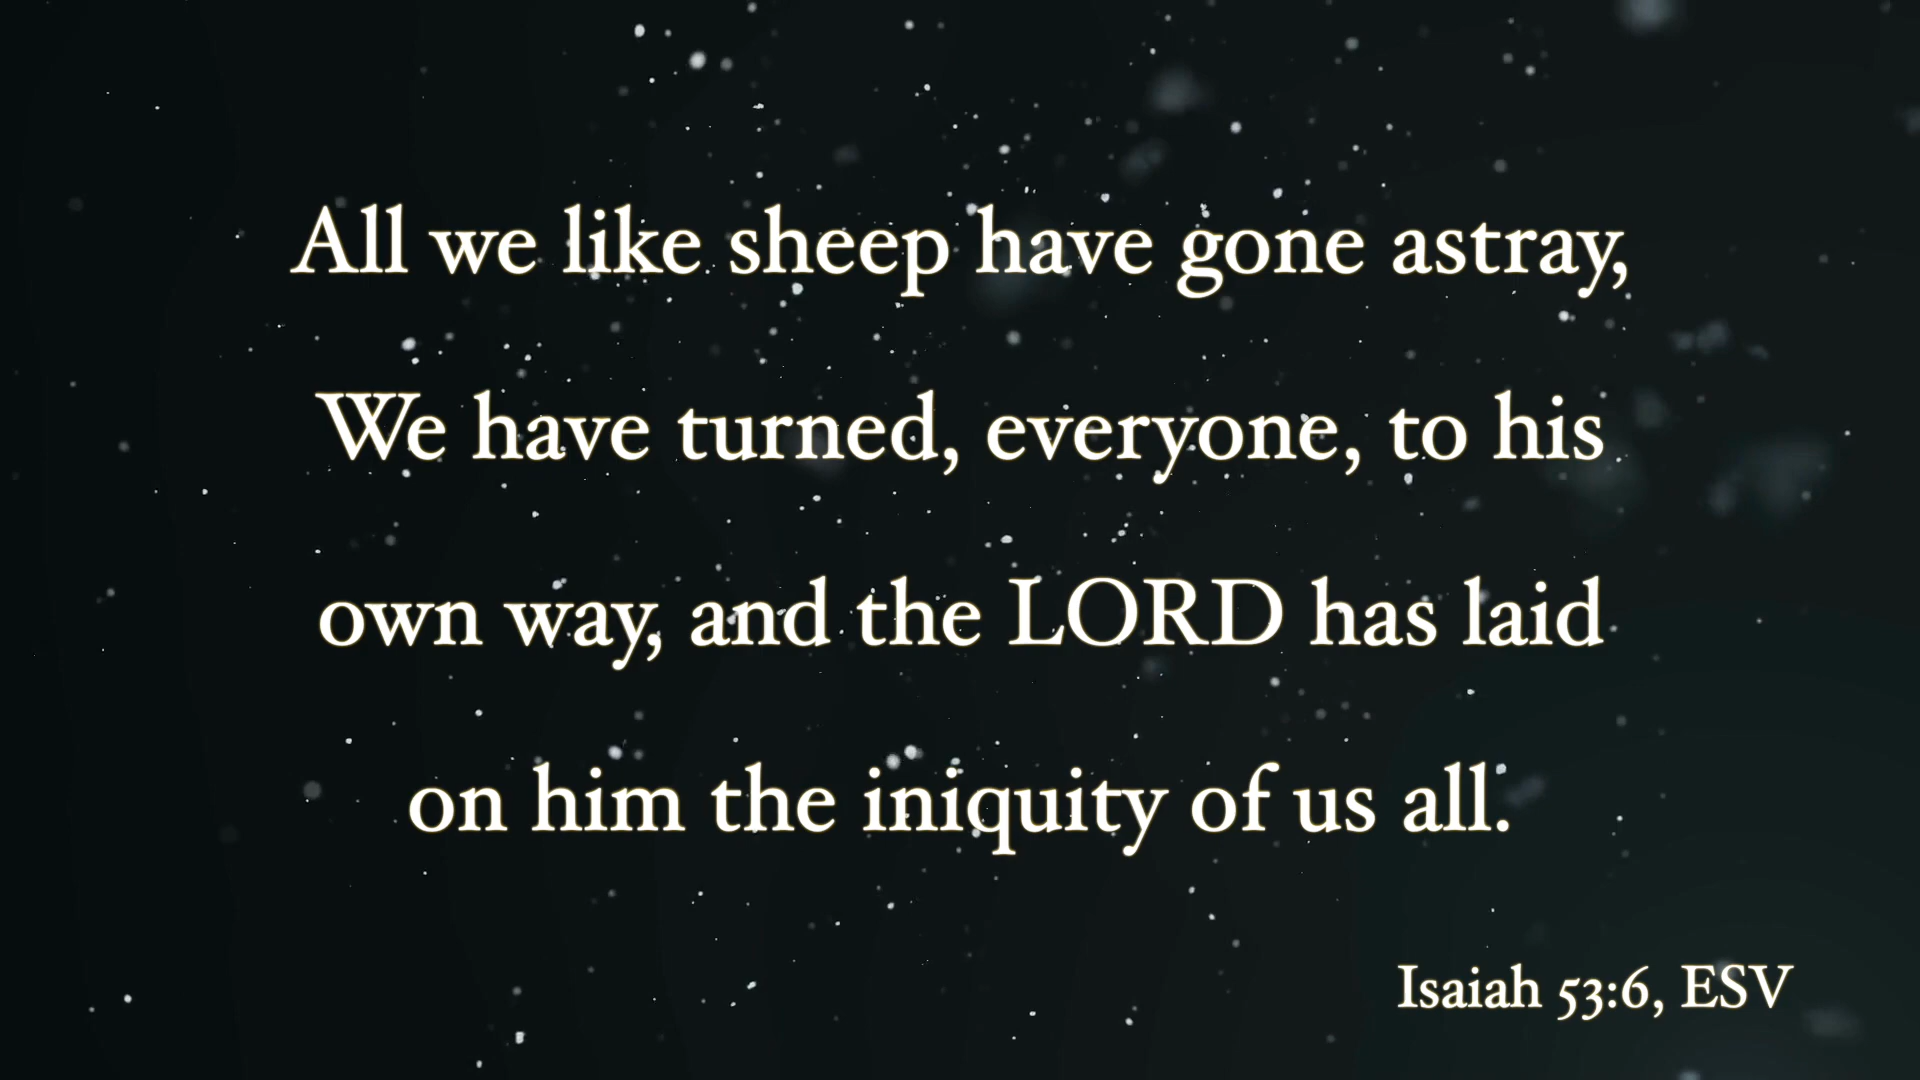 All we like sheep have gone astray,
We have turned, everyone, to his
own way, and the LORD has laid
on him the iniquity of us all.
Isaiah 53:6, ESV